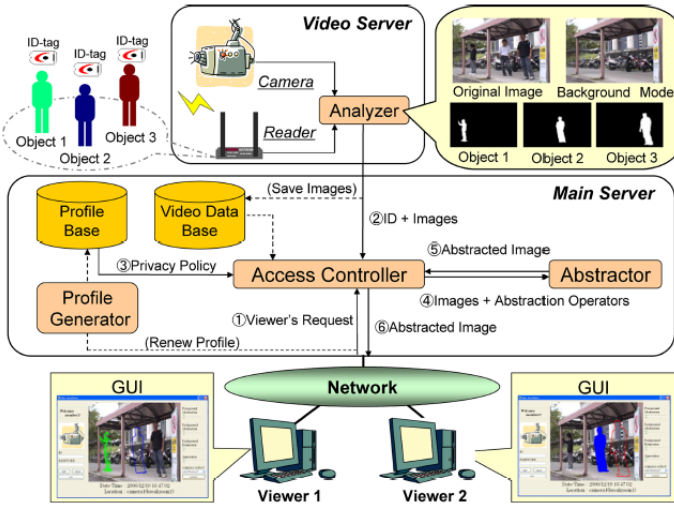 Video Server
ID-tag
ID-tag
ID-tag
Object 1
Object 2
Object 3
Camera
Reader
Analyzer
Original Image
Background Model
Object 1
Object 2
Object 3
Main Server
(Save Images)
Profile
Base
Video Data
Base
②ID + Images
③Privacy Policy
Access Controller
⑤Abstracted Image
Abstractor
④Images + Abstraction Operators
Profile
Generator
①Viewer's Request
⑥Abstracted Image
(Renew Profile)
Network
GUI
GUI
Viewer 1
Viewer 2